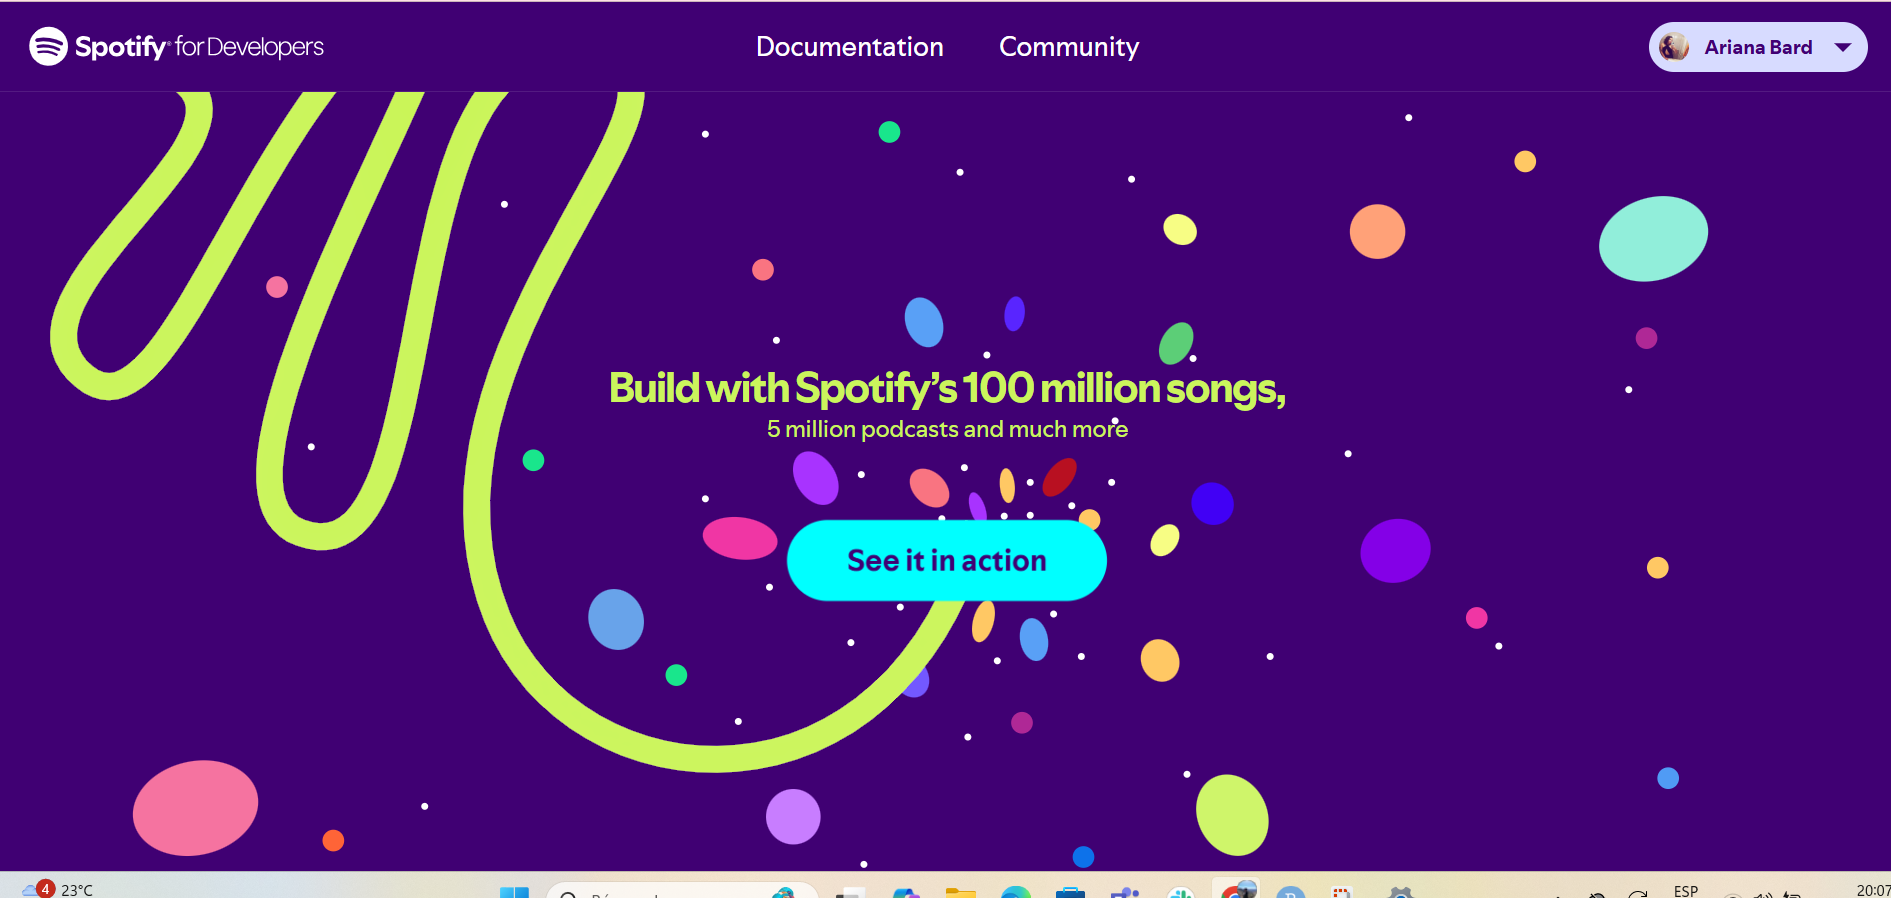 Spotify® for Developers
Documentation
Community
Ariana Bard
Build with Spotify’s 100 million songs,
5 million podcasts and much more
See it in action
4
23°C
ESP
20:07